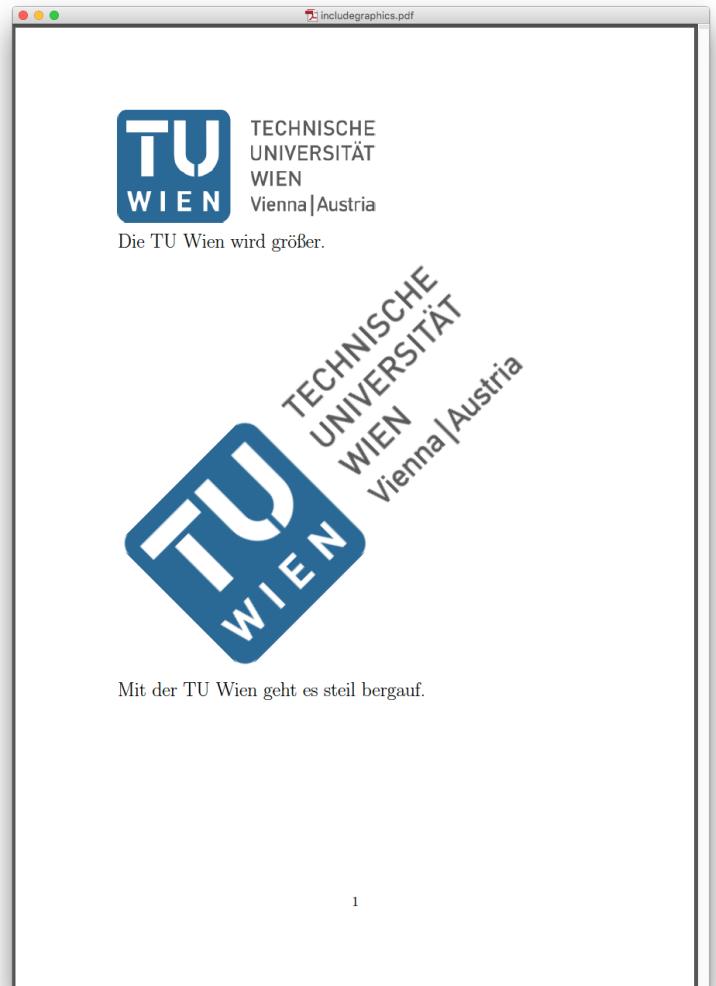 includegraphics.pdf
TU
WIEN
TECHNISCHE
UNIVERSITÄT
WIEN
Vienna|Austria
Die TU Wien wird größer.
TU
WIEN
TECHNISCHE
UNIVERSITÄT
WIEN
Vienna|Austria
Mit der TU Wien geht es steil bergauf.
1